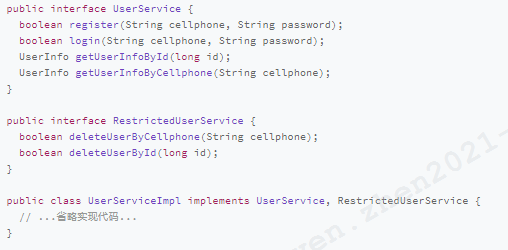 public interface UserService {
  boolean register(String cellphone, String password);
  boolean login(String cellphone, String password);
  UserInfo getUserInfoById(long id);
  UserInfo getUserInfoByCellphone(String cellphone);
}

public interface RestrictedUserService {
  boolean deleteUserByCellphone(String cellphone);
  boolean deleteUserById(long id);
}

public class UserServiceImpl implements UserService, RestrictedUserService {
  // ...省略实现代码...
}